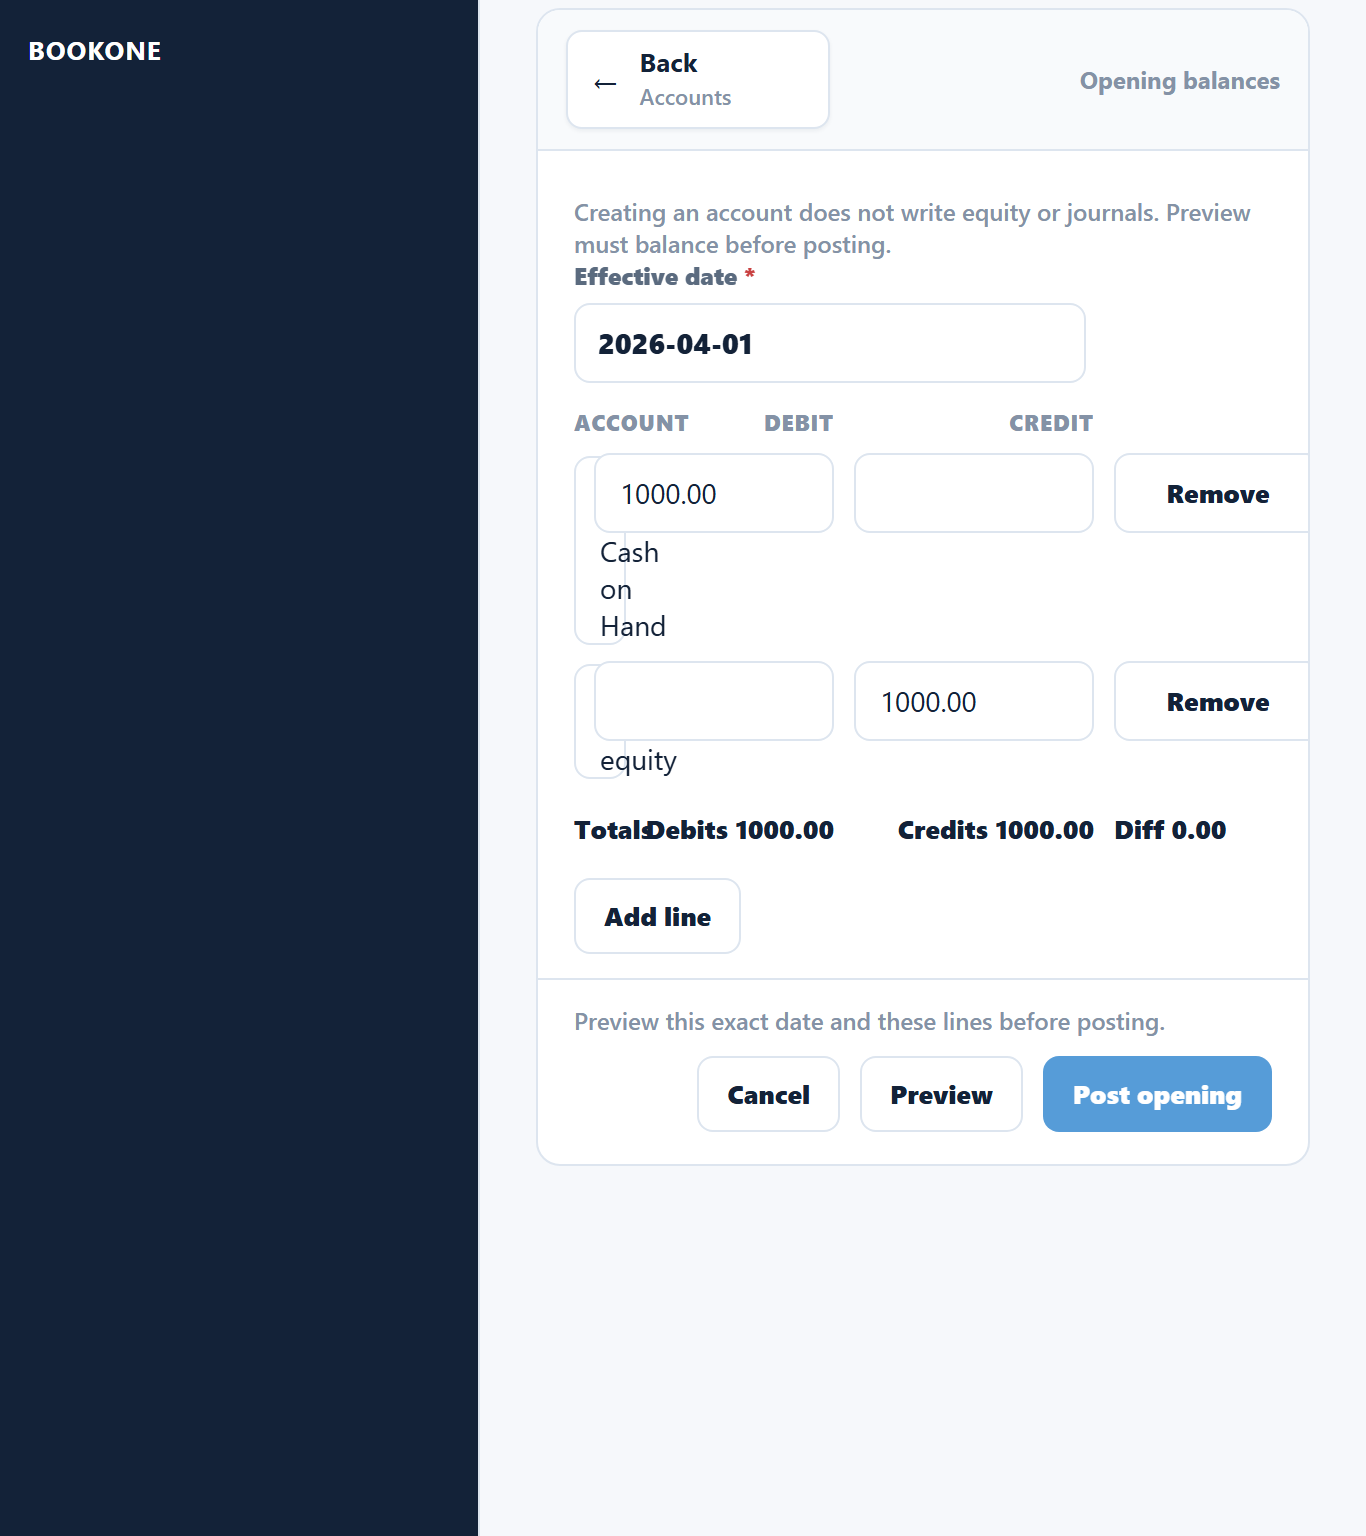 BOOKONE
← Back
Accounts
Opening balances
Creating an account does not write equity or journals. Preview
must balance before posting.
Effective date *
2026-04-01
ACCOUNT DEBIT CREDIT
1000.00 Remove
Cash
on
Hand
1000.00 Remove
equity
Totals Debits 1000.00 Credits 1000.00 Diff 0.00
Add line
Preview this exact date and these lines before posting.
Cancel Preview Post opening